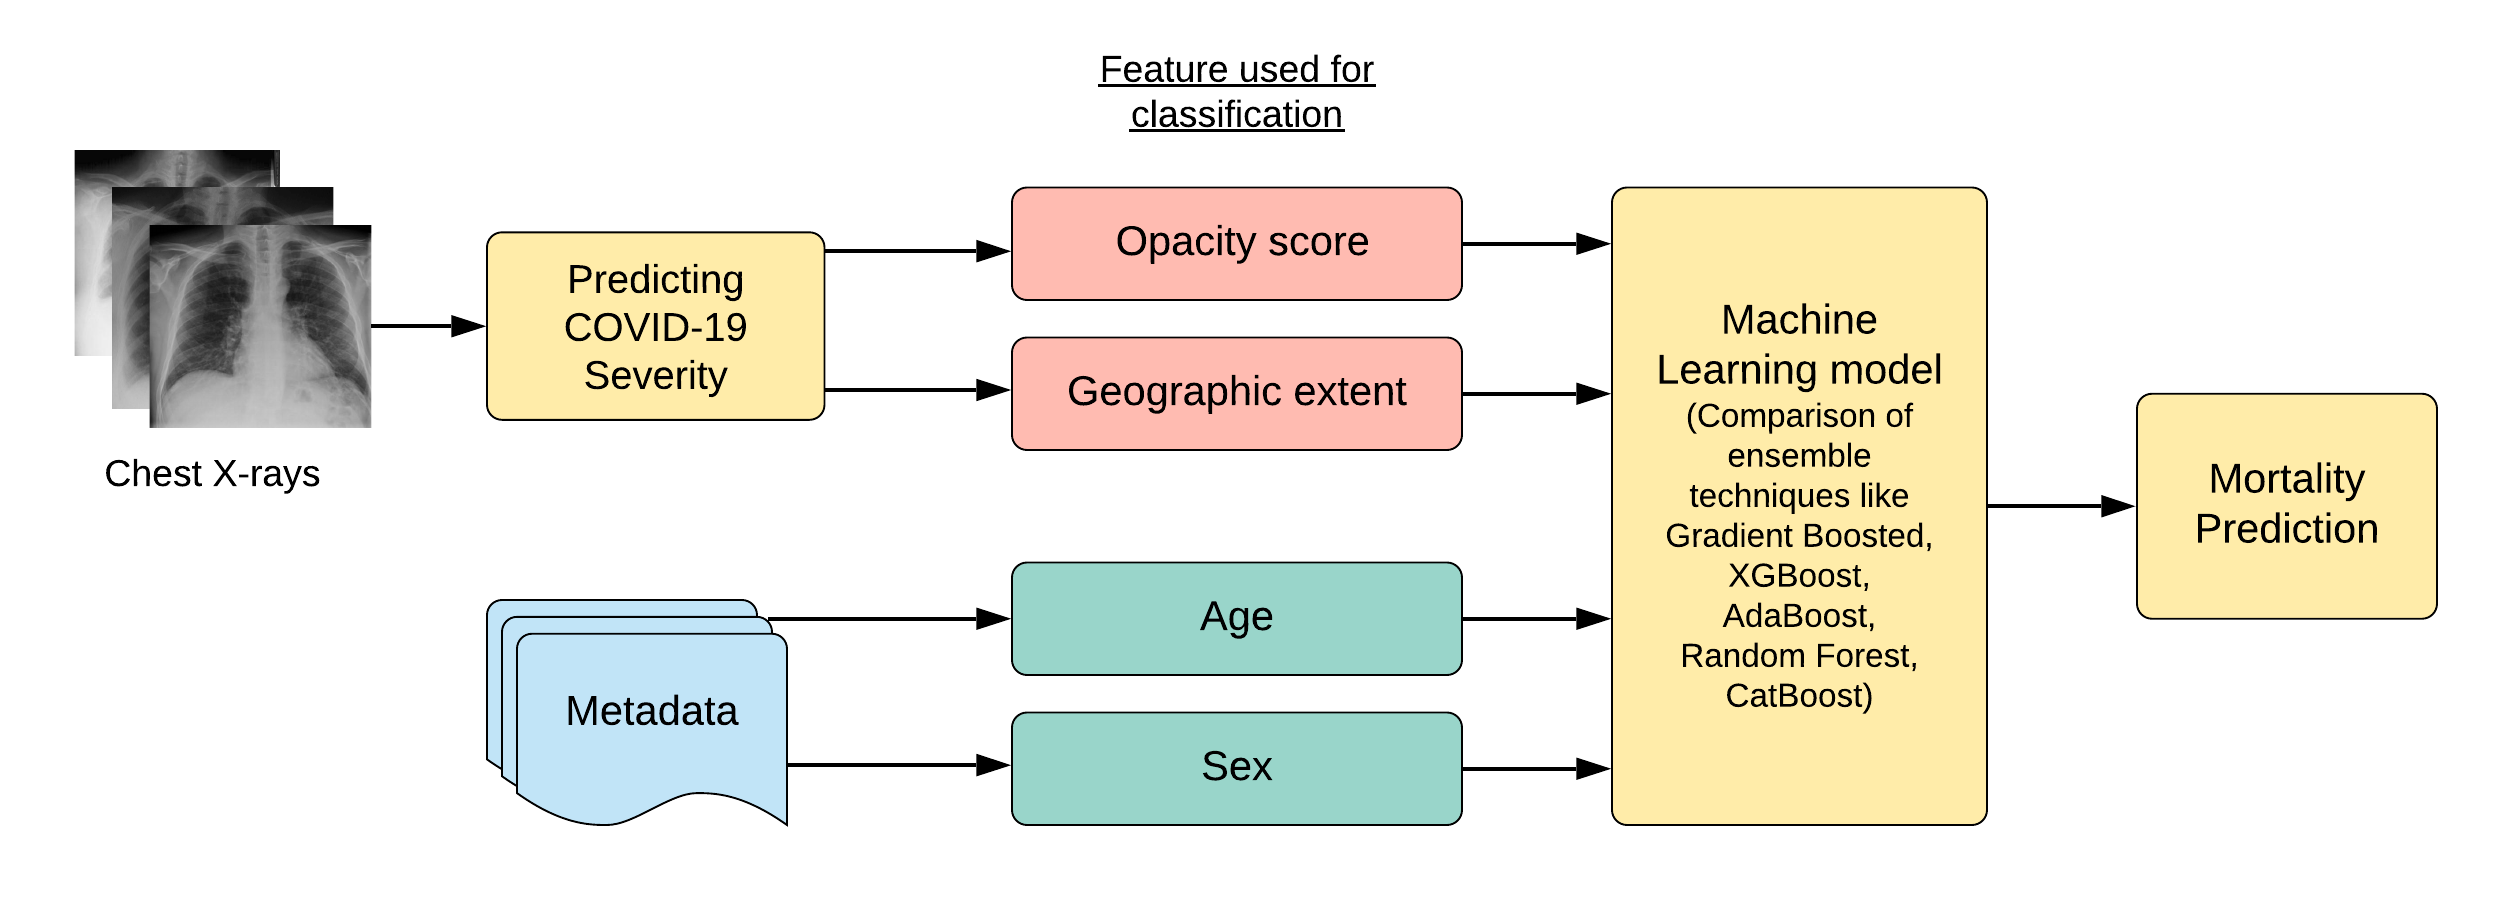 Feature used for
classification
Chest X-rays
Predicting
COVID-19
Severity
Opacity score
Geographic extent
Metadata
Age
Sex
Machine
Learning model
(Comparison of
ensemble
techniques like
Gradient Boosted,
XGBoost,
AdaBoost,
Random Forest,
CatBoost)
Mortality
Prediction